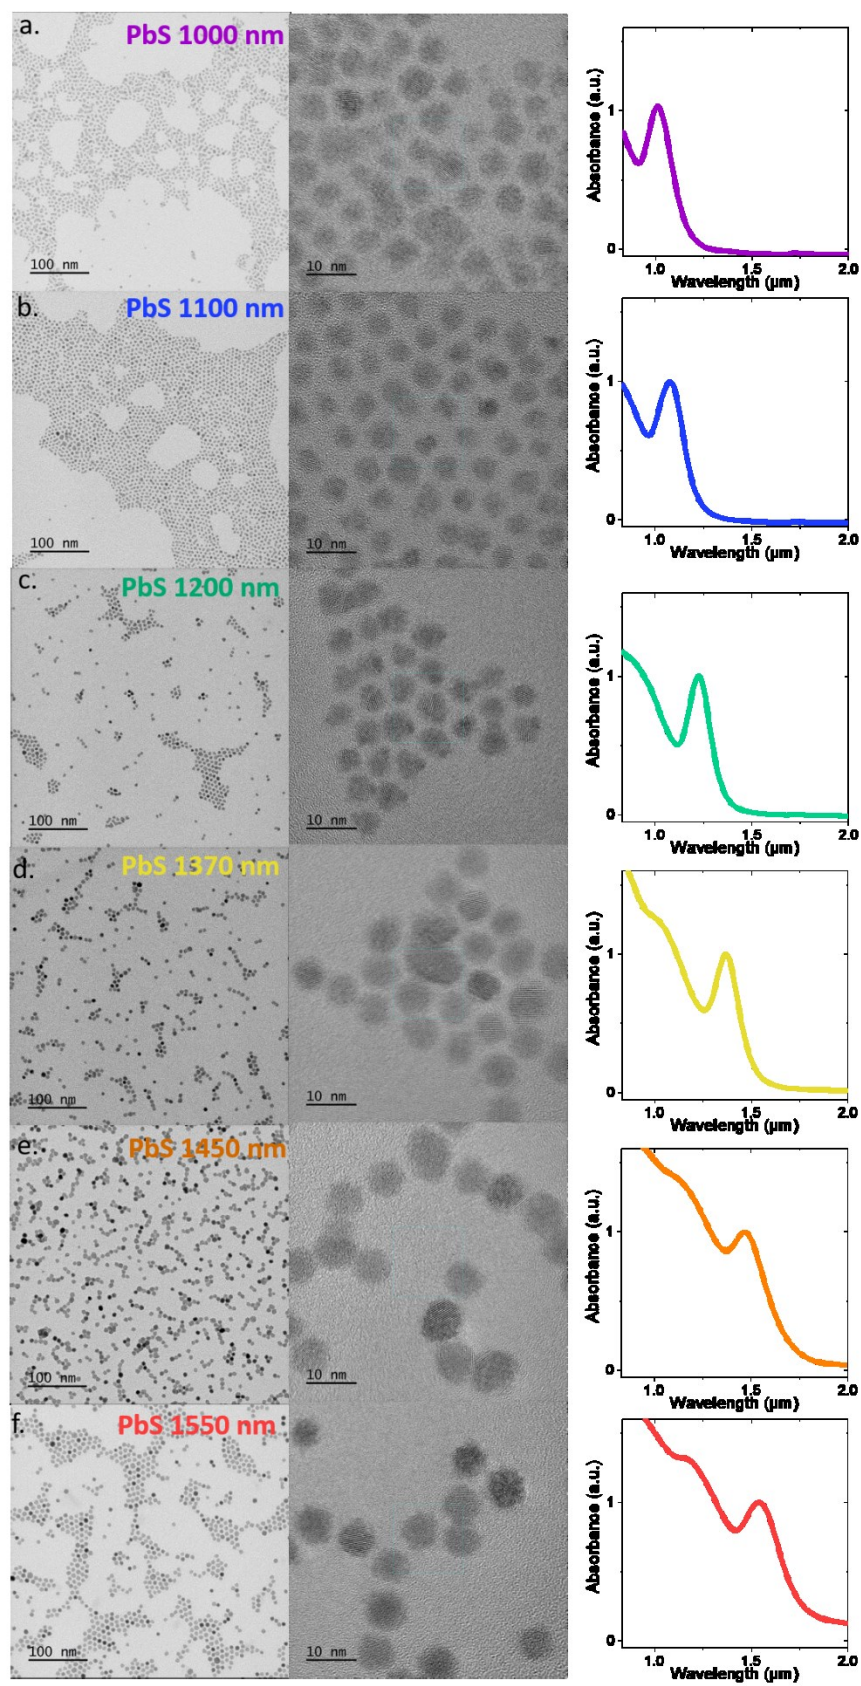 a.
PbS 1000 nm
100 nm
10 nm
Absorbance (a.u.)
1
0
1.0 1.5 2.0
Wavelength (µm)
b.
PbS 1100 nm
100 nm
10 nm
Absorbance (a.u.)
1
0
1.0 1.5 2.0
Wavelength (µm)
c.
PbS 1200 nm
100 nm
10 nm
Absorbance (a.u.)
1
0
1.0 1.5 2.0
Wavelength (µm)
d.
PbS 1370 nm
100 nm
10 nm
Absorbance (a.u.)
1
0
1.0 1.5 2.0
Wavelength (µm)
e.
PbS 1450 nm
100 nm
10 nm
Absorbance (a.u.)
1
0
1.0 1.5 2.0
Wavelength (µm)
f.
PbS 1550 nm
100 nm
10 nm
Absorbance (a.u.)
1
0
1.0 1.5 2.0
Wavelength (µm)